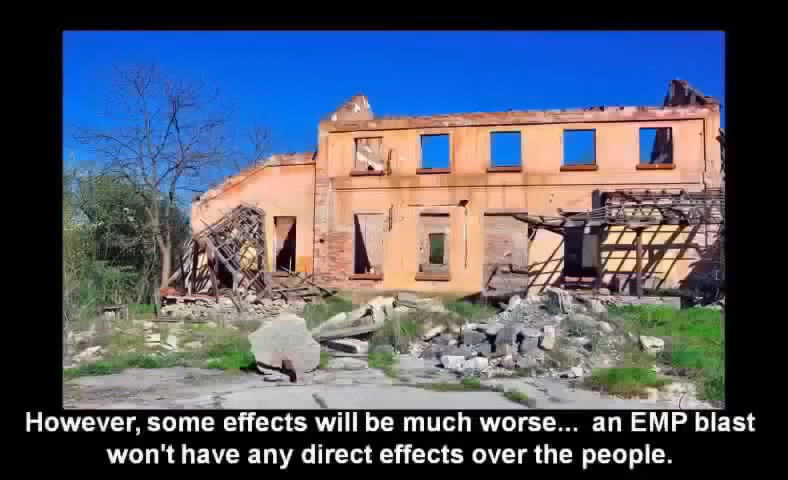 However, some effects will be much worse...  an EMP blast
won't have any direct effects over the people.